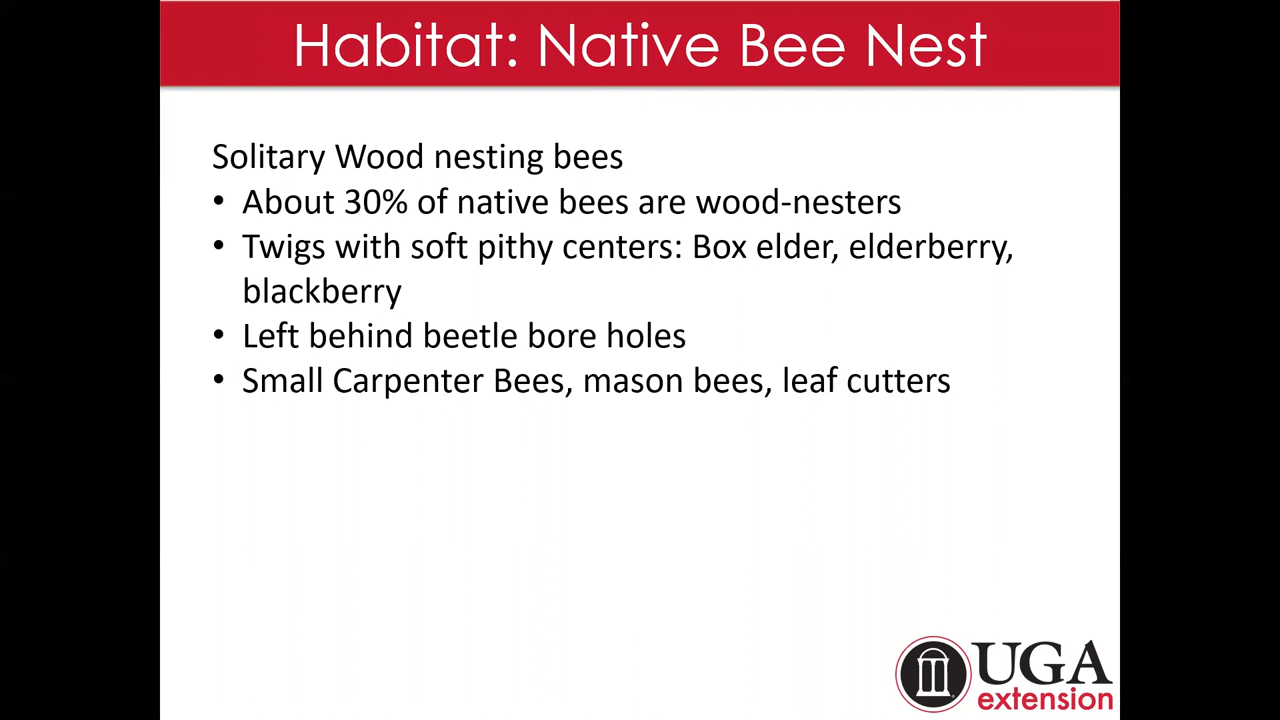 Habitat: Native Bee Nest
Solitary Wood nesting bees
• About 30% of native bees are wood-nesters
• Twigs with soft pithy centers: Box elder, elderberry,
blackberry
• Left behind beetle bore holes
• Small Carpenter Bees, mason bees, leaf cutters
UGA
extension